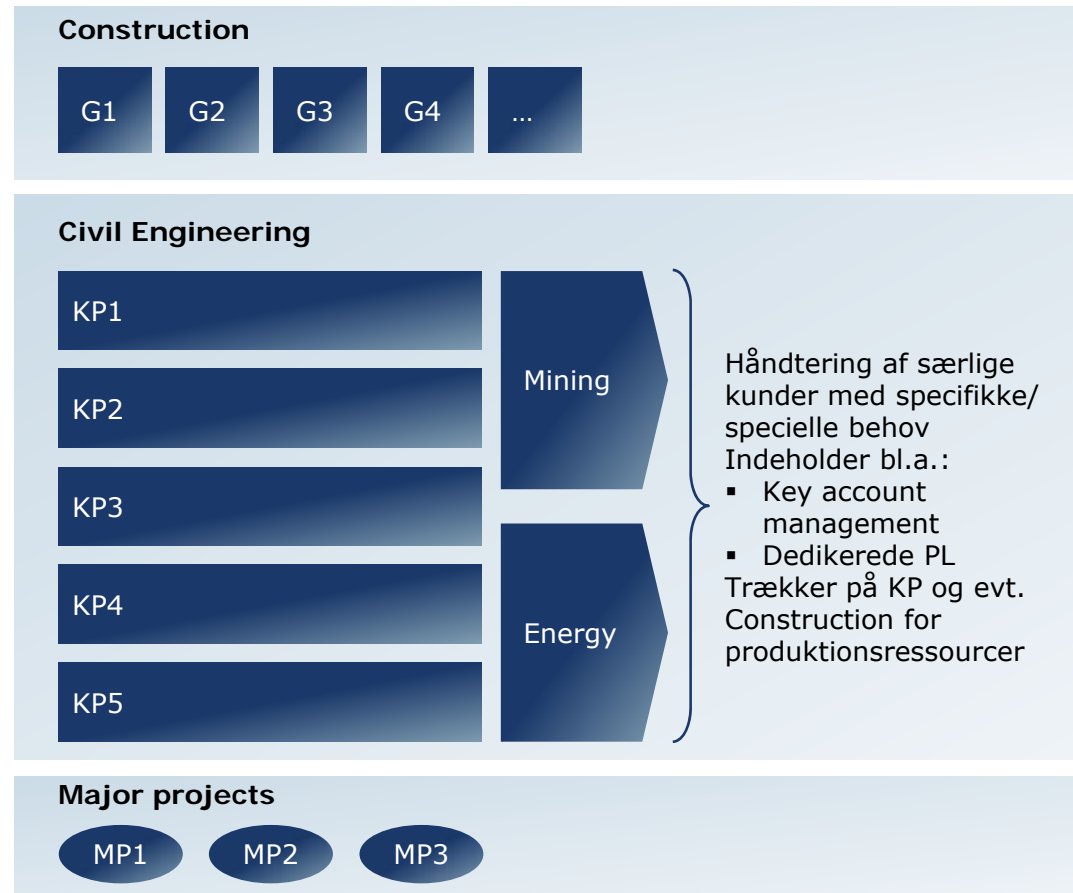 Construction
G1 G2 G3 G4 ...
Civil Engineering
KP1
KP2
KP3
KP4
KP5
Mining
Energy
Håndtering af særlige
kunder med specifikke/
specielle behov
Indeholder bl.a.:
▪ Key account
management
▪ Dedikerede PL
Trækker på KP og evt.
Construction for
produktionsressourcer
Major projects
MP1 MP2 MP3